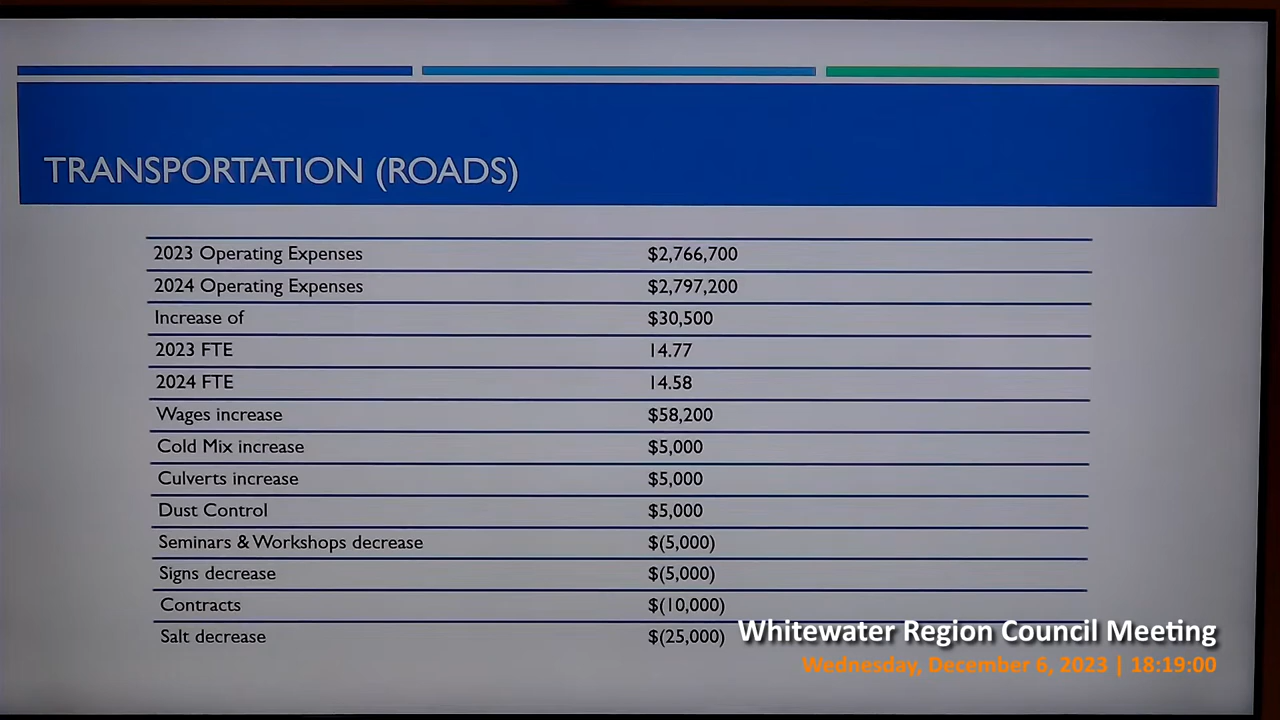 TRANSPORTATION (ROADS)
2023 Operating Expenses $2,766,700
2024 Operating Expenses $2,797,200
Increase of $30,500
2023 FTE 14.77
2024 FTE 14.58
Wages increase $58,200
Cold Mix increase $5,000
Culverts increase $5,000
Dust Control $5,000
Seminars & Workshops decrease $(5,000)
Signs decrease $(5,000)
Contracts $(10,000)
Salt decrease $(25,000)
Whitewater Region Council Meeting
Wednesday, December 6, 2023 | 18:19:00